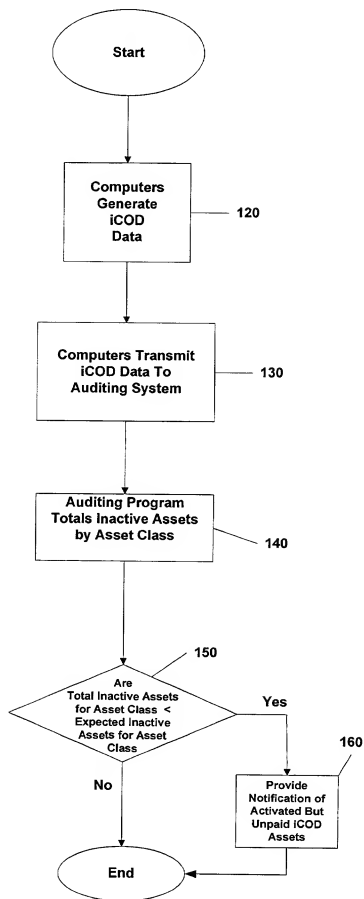 Start
Computers
Generate
iCOD
Data
120
Computers Transmit
iCOD Data To
Auditing System
130
Auditing Program
Totals Inactive Assets
by Asset Class
140
150
Are
Total Inactive Assets
for Asset Class <
Expected Inactive
Assets for Asset
Class
Yes
No
160
Provide
Notification of
Activated But
Unpaid iCOD
Assets
End